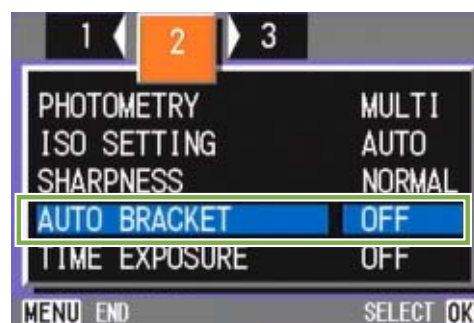 1 2 3
PHOTOMETRY MULTI
ISO SETTING AUTO
SHARPNESS NORMAL
AUTO BRACKET OFF
TIME EXPOSURE OFF
MENU END SELECT OK